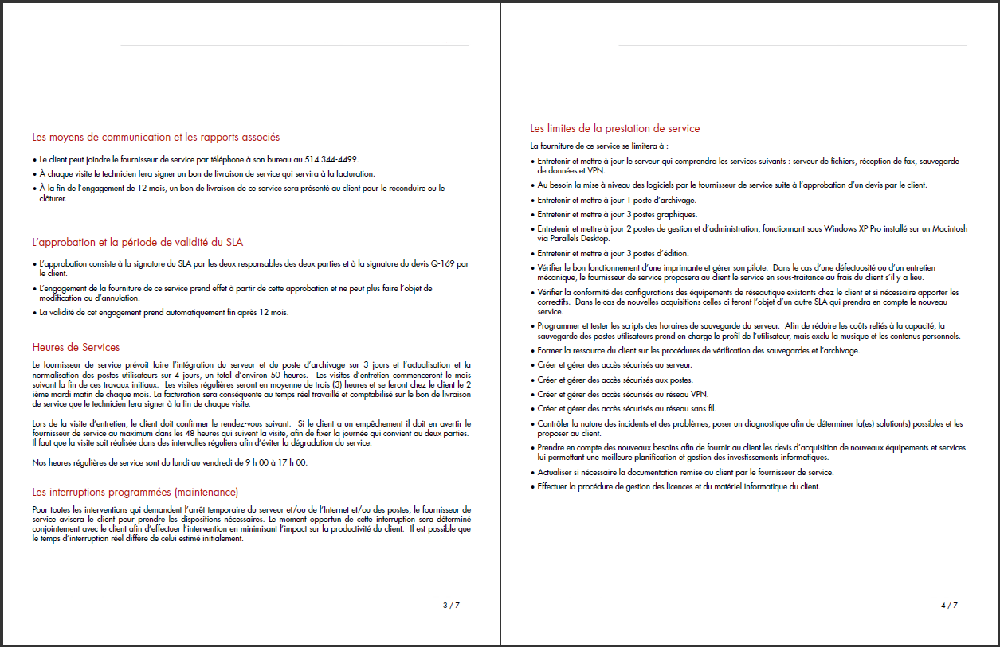 Les moyens de communication et les rapports associés
• Le client peut joindre le fournisseur de service par téléphone à son bureau au 514 344-4499.
• À chaque visite le technicien fera signer un bon de livraison de service qui servira à la facturation.
• À la fin de l'engagement de 12 mois, un bon de livraison de ce service sera présenté au client pour le reconduire ou le
clôturer.
L'approbation et la période de validité du SLA
• L'approbation consiste à la signature du SLA par les deux responsables des deux parties et à la signature du devis Q-169 par
le client.
• L'engagement de la fourniture de ce service prend effet à partir de cette approbation et ne peut plus faire l'objet de
modification ou d'annulation.
• La validité de cet engagement prend automatiquement fin après 12 mois.
Heures de Services
Le fournisseur de service prévoit faire l'intégration du serveur et du poste d'archivage sur 3 jours et l'actualisation et la
normalisation des postes utilisateurs sur 4 jours, un total d'environ 50 heures.  Les visites d'entretien commenceront le mois
suivant la fin de ces travaux initiaux.  Les visites régulières seront en moyenne de trois (3) heures et se feront chez le client le 2
ième mardi matin de chaque mois. La facturation sera conséquente au temps réel travaillé et comptabilisé sur le bon de livraison
de service que le technicien fera signer à la fin de chaque visite.
Lors de la visite d'entretien, le client doit confirmer le rendez-vous suivant.  Si le client a un empêchement il doit en avertir le
fournisseur de service au maximum dans les 48 heures qui suivent la visite, afin de fixer la journée qui convient au deux parties.
Il faut que la visite soit réalisée dans des intervalles réguliers afin d'éviter la dégradation du service.
Nos heures régulières de service sont du lundi au vendredi de 9 h 00 à 17 h 00.
Les interruptions programmées (maintenance)
Pour toutes les interventions qui demandent l'arrêt temporaire du serveur et/ou de l'Internet et/ou des postes, le fournisseur de
service avisera le client pour prendre les dispositions nécessaires. Le moment opportun de cette interruption sera déterminé
conjointement avec le client afin d'effectuer l'intervention en minimisant l'impact sur la productivité du client.  Il est possible que
le temps d'interruption réel diffère de celui estimé initialement.
3 / 7
Les limites de la prestation de service
La fourniture de ce service se limitera à :
• Entretenir et mettre à jour le serveur qui comprendra les services suivants : serveur de fichiers, réception de fax, sauvegarde
de données et VPN.
• Au besoin la mise à niveau des logiciels par le fournisseur de service suite à l'approbation d'un devis par le client.
• Entretenir et mettre à jour 1 poste d'archivage.
• Entretenir et mettre à jour 3 postes graphiques.
• Entretenir et mettre à jour 2 postes de gestion et d'administration, fonctionnant sous Windows XP Pro installé sur un Macintosh
via Parallels Desktop.
• Entretenir et mettre à jour 3 postes d'édition.
• Vérifier le bon fonctionnement d'une imprimante et gérer son pilote.  Dans le cas d'une défectuosité ou d'un entretien
mécanique, le fournisseur de service proposera au client le service en sous-traitance au frais du client s'il y a lieu.
• Vérifier la conformité des configurations des équipements de réseautique existants chez le client et si nécessaire apporter les
correctifs.  Dans le cas de nouvelles acquisitions celles-ci feront l'objet d'un autre SLA qui prendra en compte le nouveau
service.
• Programmer et tester les scripts des horaires de sauvegarde du serveur.  Afin de réduire les coûts reliés à la capacité, la
sauvegarde des postes utilisateurs prend en charge le profil de l'utilisateur, mais exclu la musique et les contenus personnels.
• Former la ressource du client sur les procédures de vérification des sauvegardes et l'archivage.
• Créer et gérer des accès sécurisés au serveur.
• Créer et gérer des accès sécurisés aux postes.
• Créer et gérer des accès sécurisés au réseau VPN.
• Créer et gérer des accès sécurisés au réseau sans fil.
• Contrôler la nature des incidents et des problèmes, poser un diagnostique afin de déterminer la(es) solution(s) possibles et les
proposer au client.
• Prendre en compte des nouveaux besoins afin de fournir au client les devis d'acquisition de nouveaux équipements et services
lui permettant une meilleure planification et gestion des investissements informatiques.
• Actualiser si nécessaire la documentation remise au client par le fournisseur de service.
• Effectuer la procédure de gestion des licences et du matériel informatique du client.
4 / 7